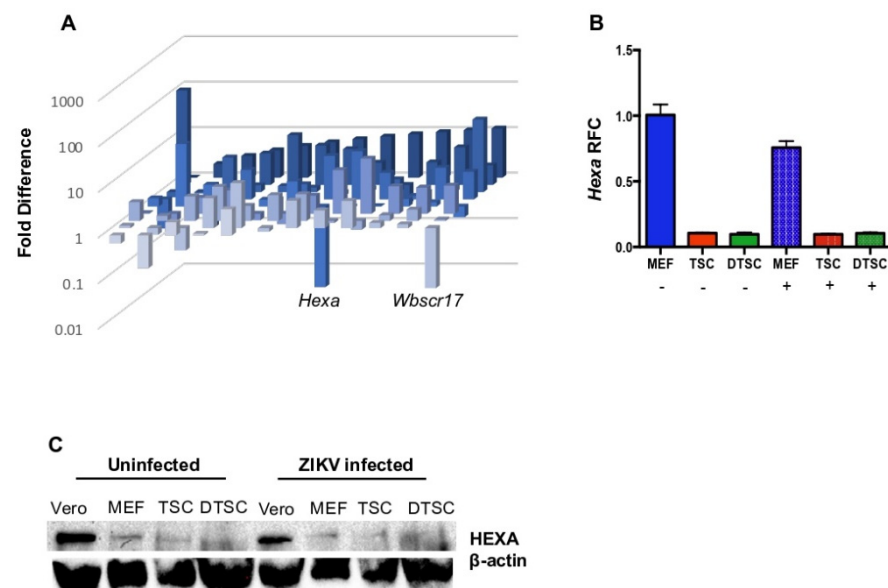 A
Fold Difference
1000
100
10
1
0.1
0.01
Hexa
Wbscr17
B
Hexa RFC
1.5
1.0
0.5
0.0
MEF TSC DTSC MEF TSC DTSC
- - - + + +
C
Uninfected ZIKV infected
Vero MEF TSC DTSC Vero MEF TSC DTSC
HEXA
β-actin